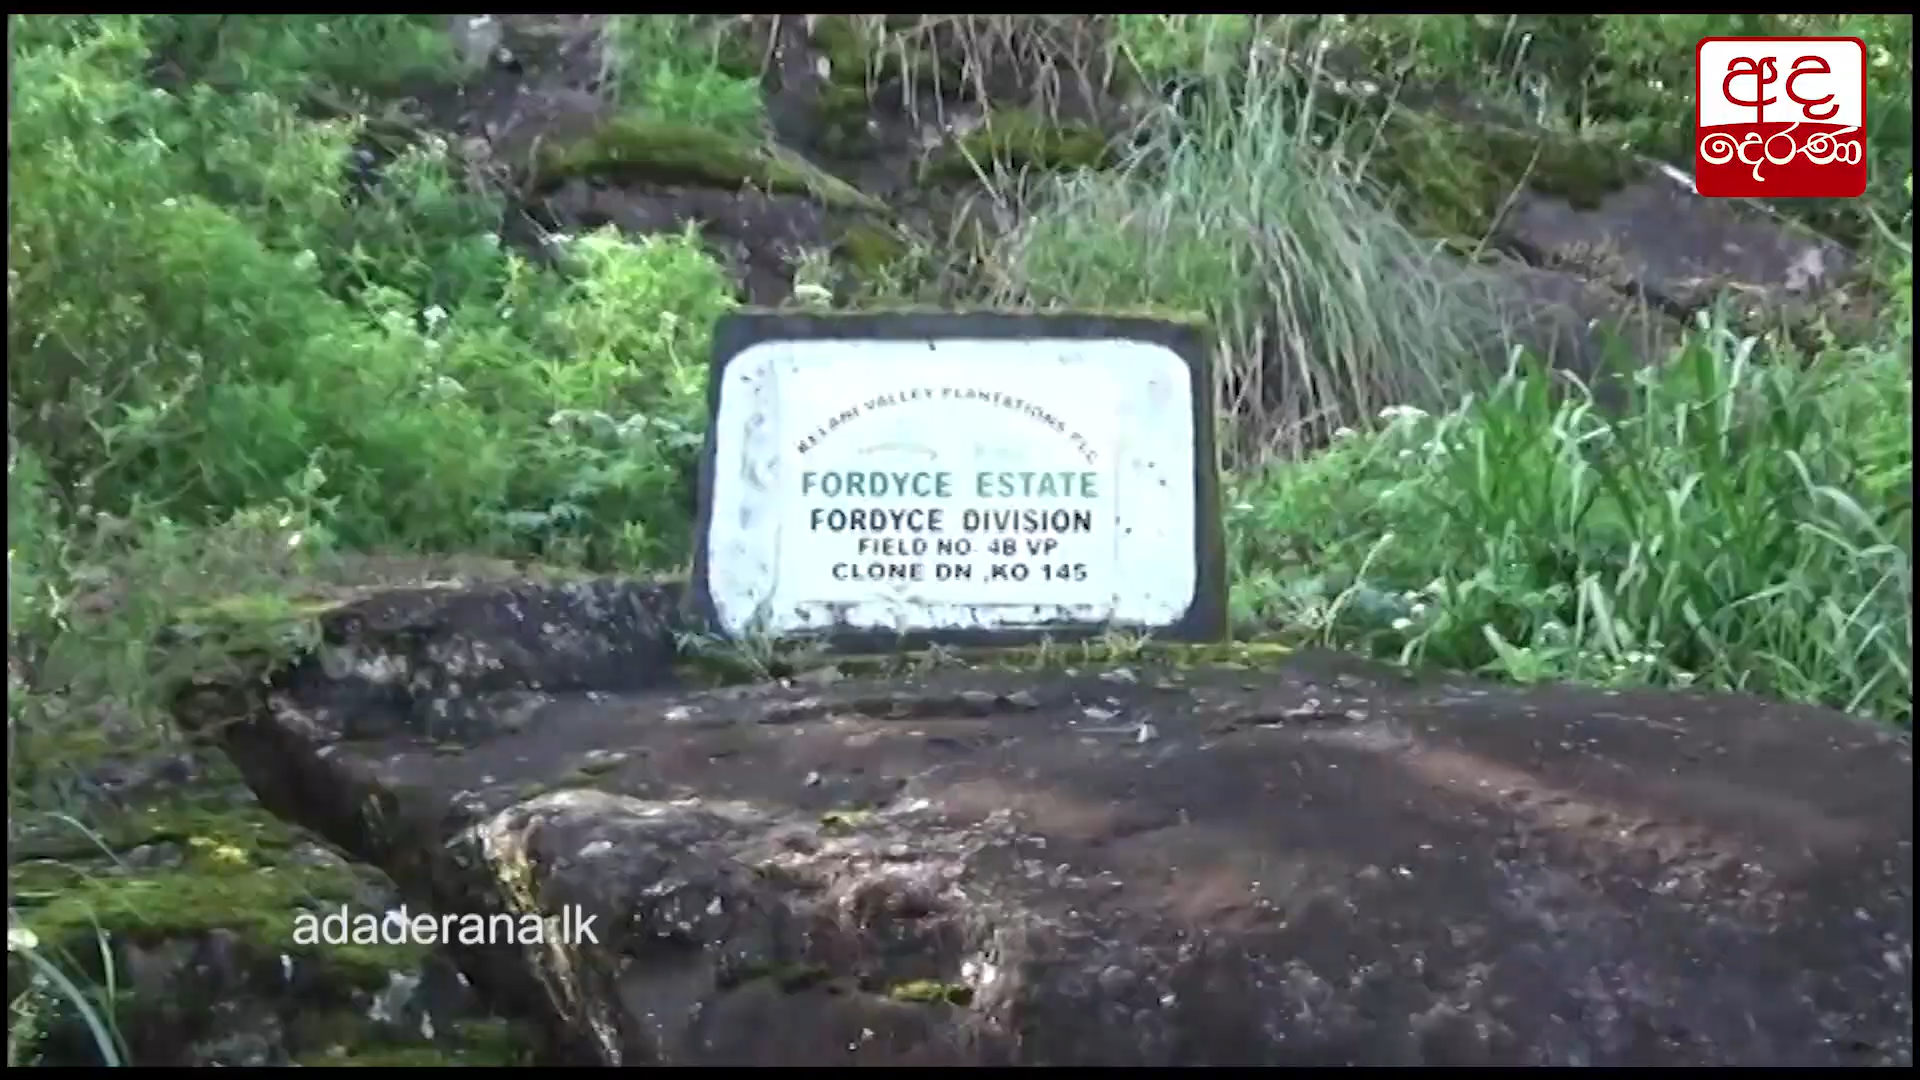 අද
දෙරණ
KELANI VALLEY PLANTATIONS PLC
FORDYCE ESTATE
FORDYCE DIVISION
FIELD NO. 4B VP
CLONE DN .KO 145
adaderana.lk